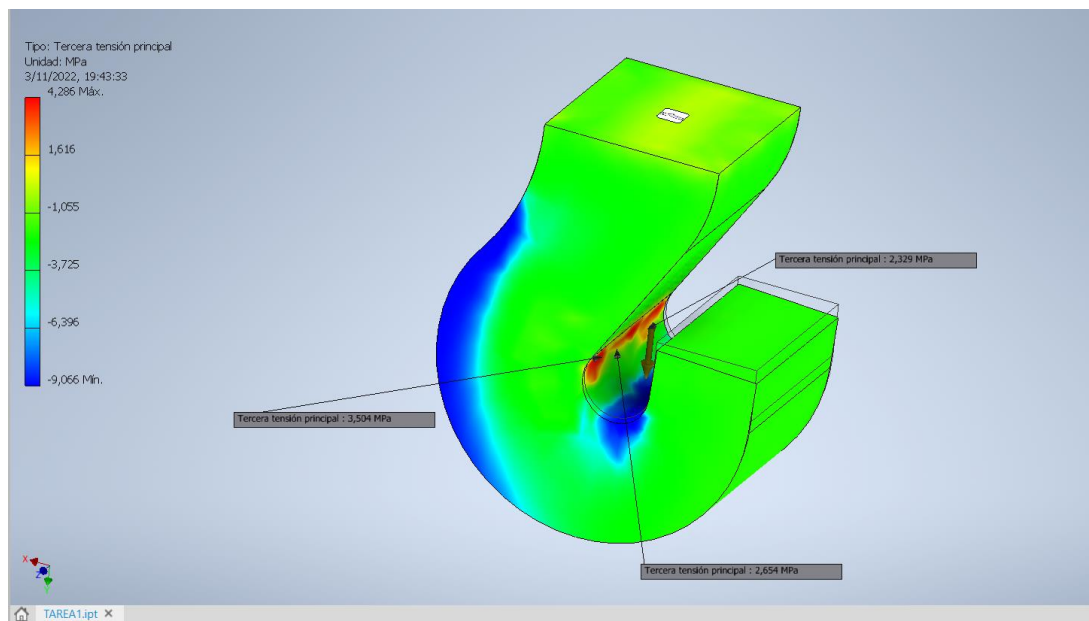 Tipo: Tercera tensión principal
Unidad: MPa
3/11/2022, 19:43:33
4,286 Máx.
1,616
-1,055
-3,725
-6,396
-9,066 Mín.
Tercera tensión principal : 2,329 MPa
Tercera tensión principal : 3,504 MPa
Tercera tensión principal : 2,654 MPa
X
Z
Y
TAREA1.ipt